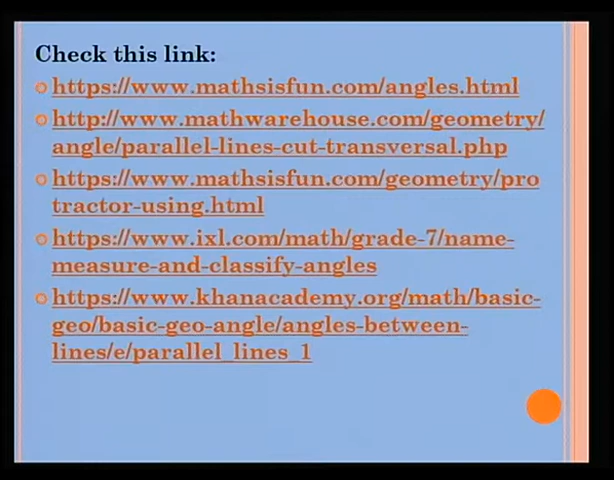 Check this link:
https://www.mathsisfun.com/angles.html
http://www.mathwarehouse.com/geometry/
angle/parallel-lines-cut-transversal.php
https://www.mathsisfun.com/geometry/pro
tractor-using.html
https://www.ixl.com/math/grade-7/name-
measure-and-classify-angles
https://www.khanacademy.org/math/basic-
geo/basic-geo-angle/angles-between-
lines/e/parallel_lines_1